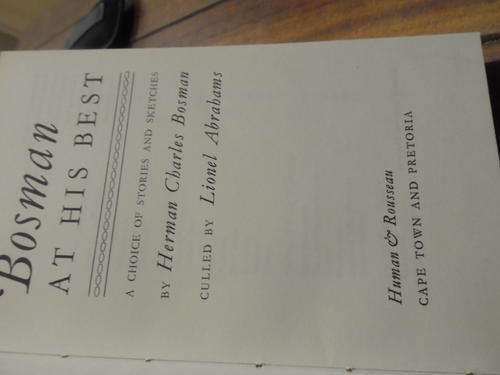 Bosman
AT HIS BEST
A CHOICE OF STORIES AND SKETCHES
BY Herman Charles Bosman
CULLED BY Lionel Abrahams
Human & Rousseau
CAPE TOWN AND PRETORIA